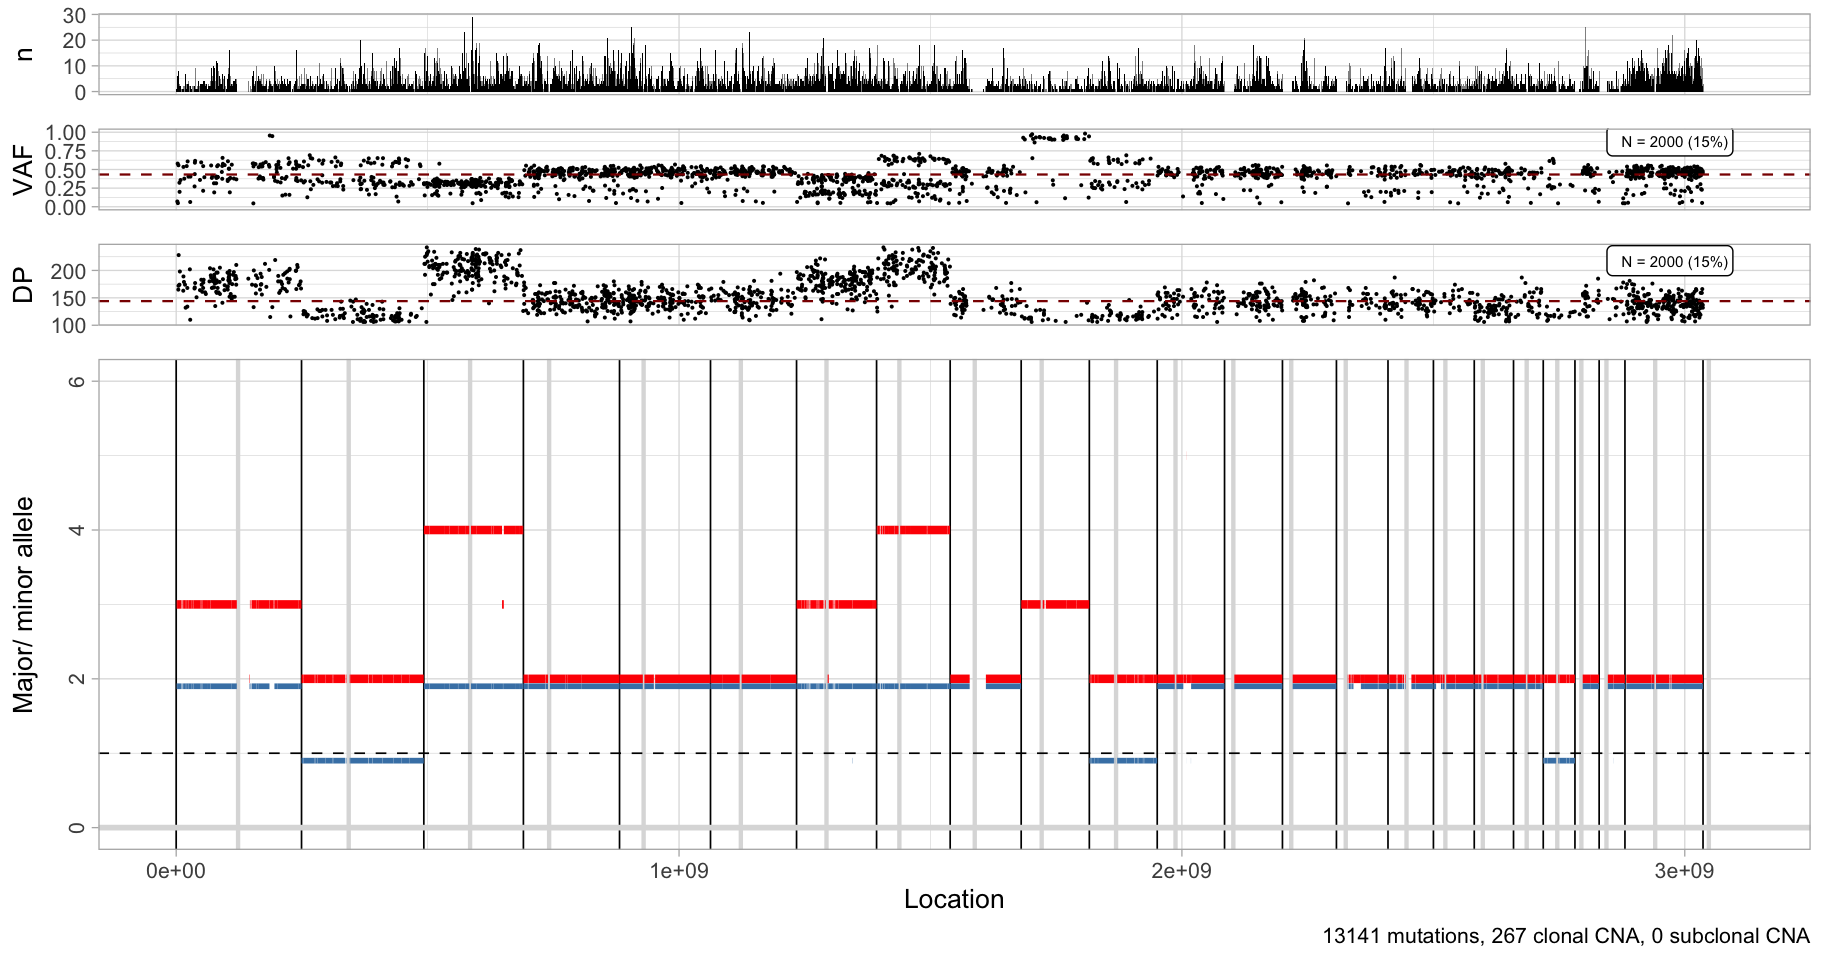 n
30
20
10
0
VAF
1.00
0.75
0.50
0.25
0.00
N = 2000 (15%)
DP
200
150
100
N = 2000 (15%)
Major/ minor allele
6
4
2
0
0e+00 1e+09 2e+09 3e+09
Location
13141 mutations, 267 clonal CNA, 0 subclonal CNA